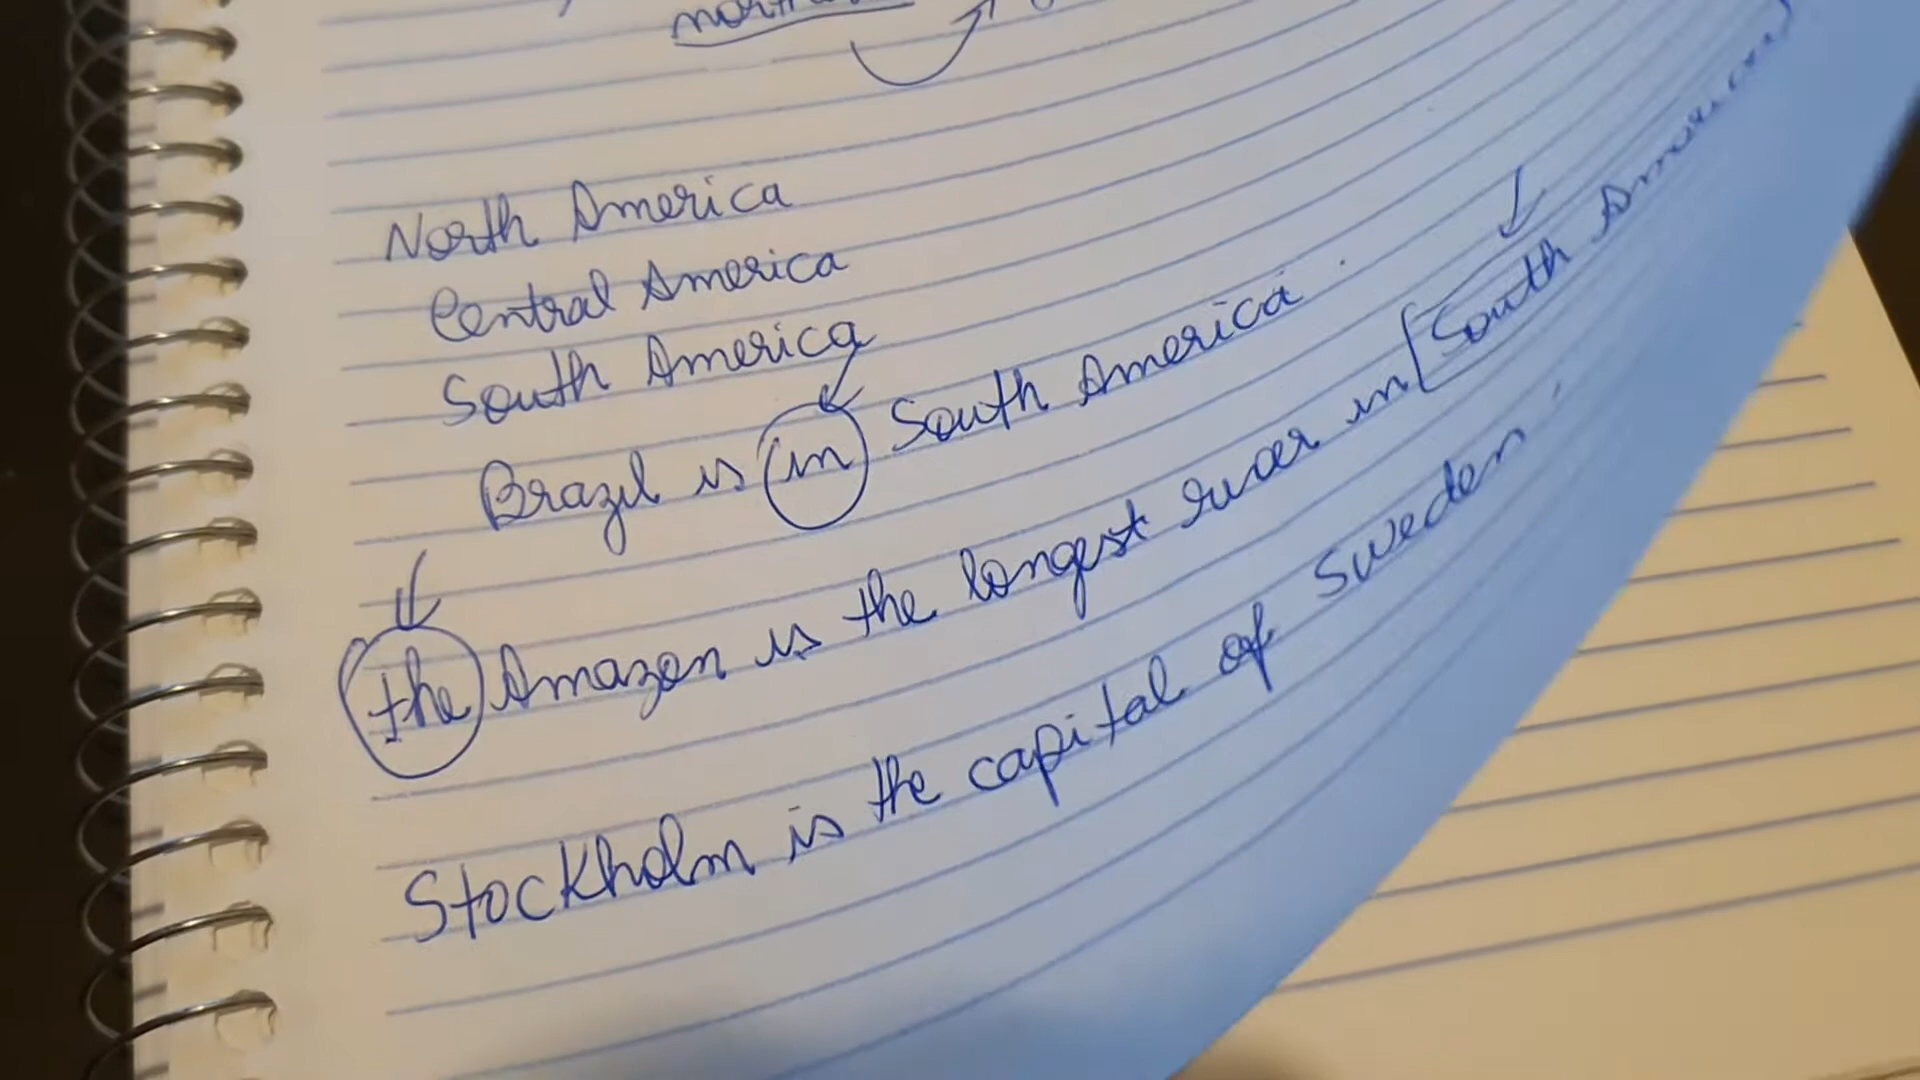 North America
Central America
South America
Brazil is in South America.
the Amazon is the longest river in South America
Stockholm is the capital of Sweden.